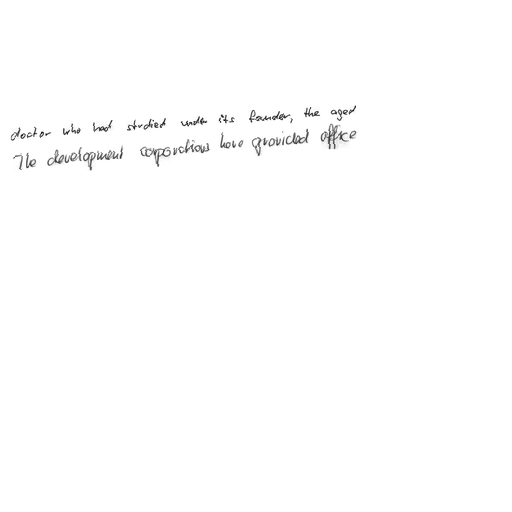 doctor who had studied under its founder, the aged
The development corporations have provided office